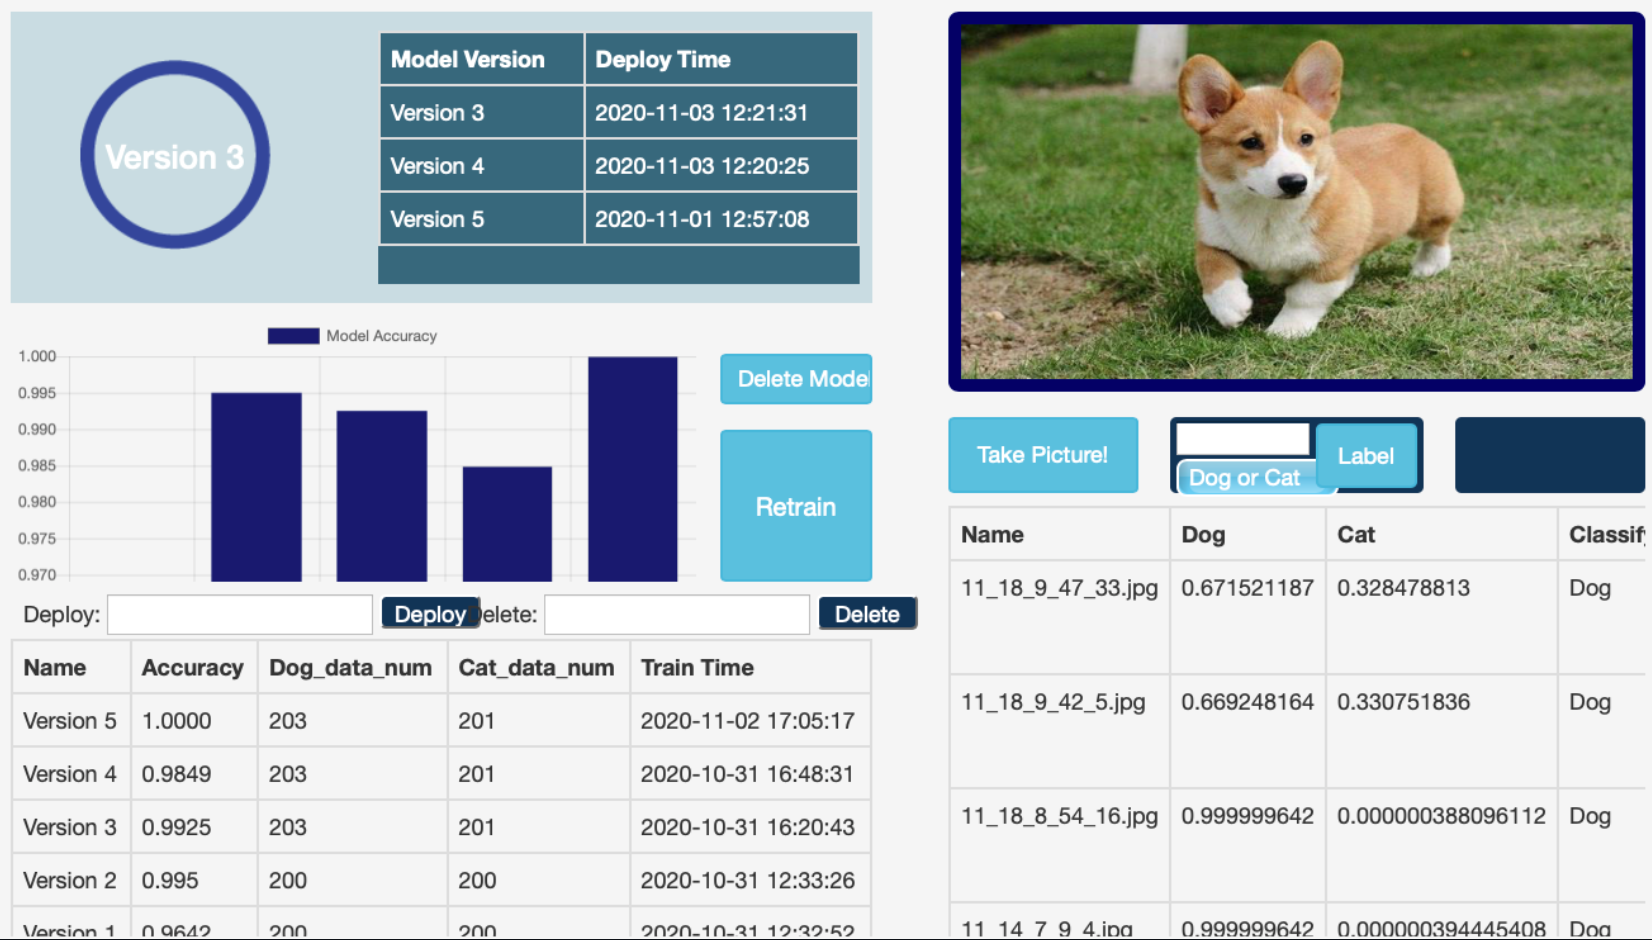 Version 3
Model Version Deploy Time
Version 3 2020-11-03 12:21:31
Version 4 2020-11-03 12:20:25
Version 5 2020-11-01 12:57:08
Model Accuracy
1.000
0.995
0.990
0.985
0.980
0.975
0.970
Delete Model
Retrain
Deploy: Deploy Delete: Delete
Name Accuracy Dog_data_num Cat_data_num Train Time
Version 5 1.0000 203 201 2020-11-02 17:05:17
Version 4 0.9849 203 201 2020-10-31 16:48:31
Version 3 0.9925 203 201 2020-10-31 16:20:43
Version 2 0.995 200 200 2020-10-31 12:33:26
Version 1 0.9642 200 200 2020-10-31 12:32:52
Take Picture!
Label
Dog or Cat
Name Dog Cat Classify
11_18_9_47_33.jpg 0.671521187 0.328478813 Dog
11_18_9_42_5.jpg 0.669248164 0.330751836 Dog
11_18_8_54_16.jpg 0.999999642 0.000000388096112 Dog
11_14_7_9_4.jpg 0.999999642 0.000000394445408 Dog